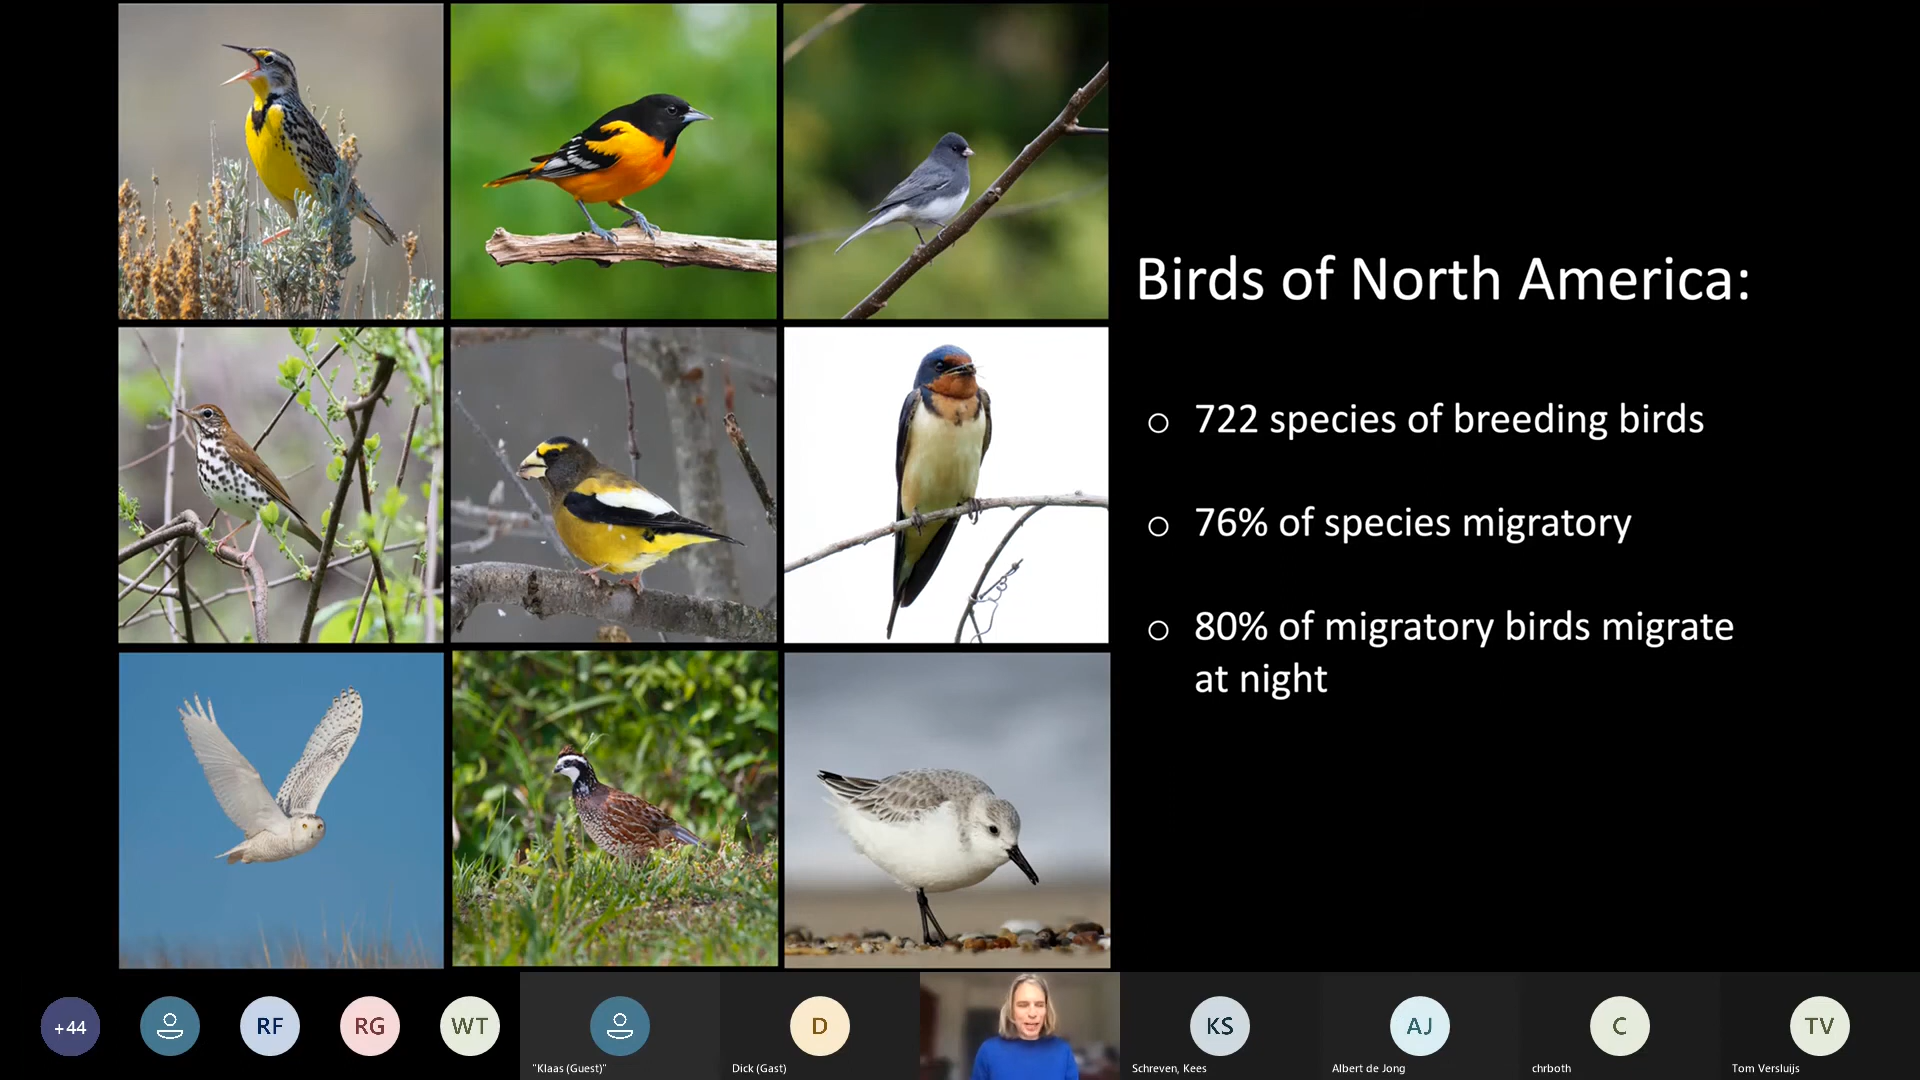 Birds of North America:
722 species of breeding birds
76% of species migratory
80% of migratory birds migrate
at night
+44
RF
RG
WT
"Klaas (Guest)"
D
Dick (Gast)
KS
Schreven, Kees
AJ
Albert de Jong
C
chrboth
TV
Tom Versluijs